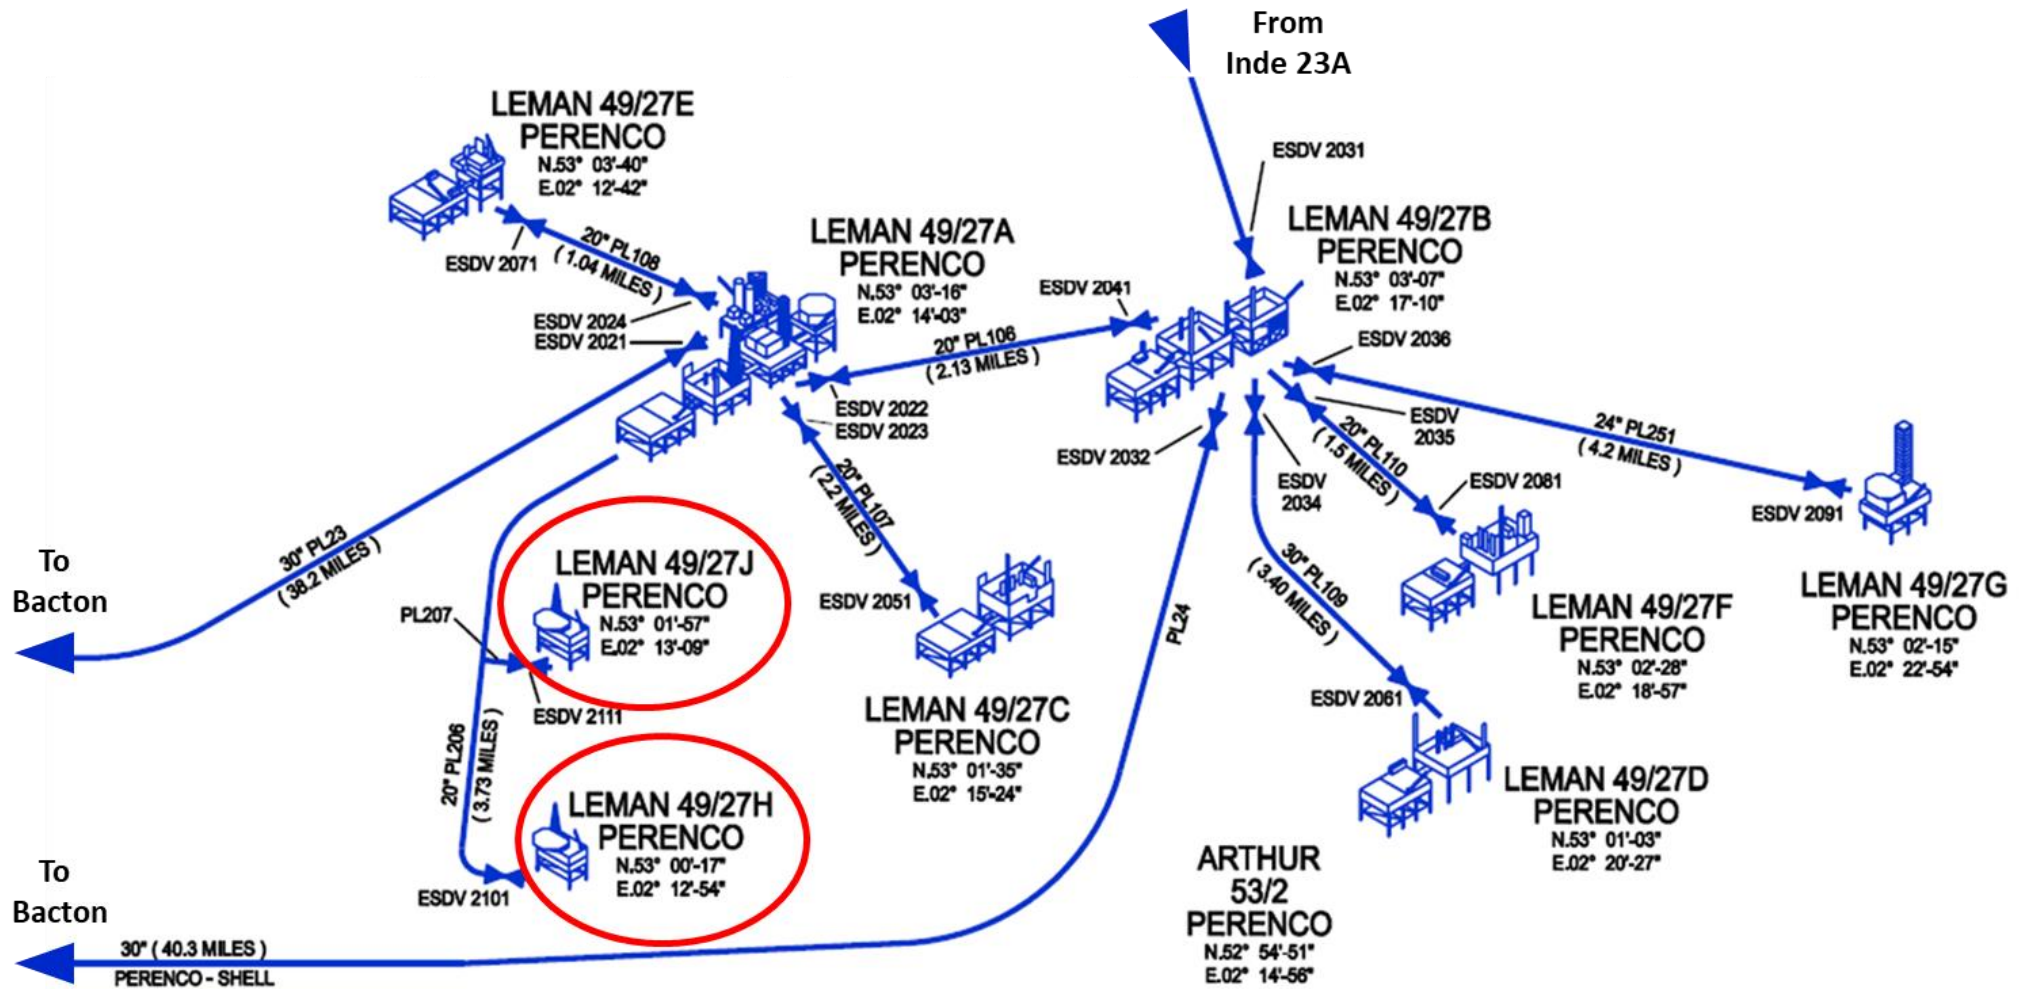 From
Inde 23A
LEMAN 49/27E
PERENCO
N.53° 03'-40"
E.02° 12'-42"
ESDV 2031
ESDV 2071
20" PL108
( 1.04 MILES )
LEMAN 49/27A
PERENCO
N.53° 03'-16"
E.02° 14'-03"
LEMAN 49/27B
PERENCO
N.53° 03'-07"
E.02° 17'-10"
ESDV 2041
ESDV 2024
ESDV 2021
20" PL106
( 2.13 MILES )
ESDV 2036
ESDV 2022
ESDV 2023
ESDV
2035
24" PL251
( 4.2 MILES )
20" PL110
( 1.5 MILES )
ESDV 2032
ESDV
2034
ESDV 2081
ESDV 2091
20" PL107
( 2.2 MILES )
30" PL23
( 38.2 MILES )
To
Bacton
LEMAN 49/27J
PERENCO
N.53° 01'-57"
E.02° 13'-09"
PL207
ESDV 2111
ESDV 2051
PL24
30" PL109
( 3.40 MILES )
LEMAN 49/27F
PERENCO
N.53° 02'-28"
E.02° 18'-57"
LEMAN 49/27G
PERENCO
N.53° 02'-15"
E.02° 22'-54"
ESDV 2061
LEMAN 49/27C
PERENCO
N.53° 01'-35"
E.02° 15'-24"
20" PL206
( 3.73 MILES )
LEMAN 49/27H
PERENCO
N.53° 00'-17"
E.02° 12'-54"
ESDV 2101
LEMAN 49/27D
PERENCO
N.53° 01'-03"
E.02° 20'-27"
ARTHUR
53/2
PERENCO
N.52° 54'-51"
E.02° 14'-56"
To
Bacton
30" ( 40.3 MILES )
PERENCO - SHELL